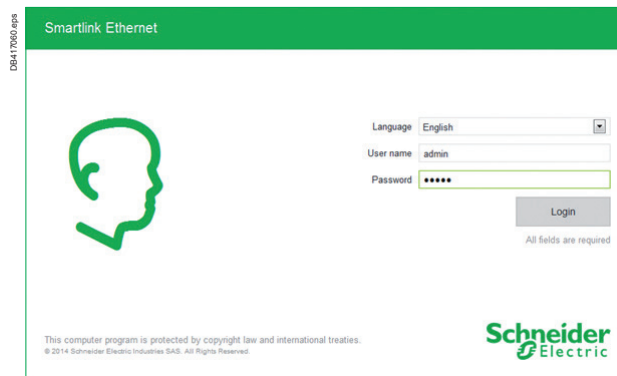 DB417060.eps
Smartlink Ethernet
Language English
User name admin
Password •••••
Login
All fields are required
This computer program is protected by copyright law and international treaties.
© 2014 Schneider Electric Industries SAS. All Rights Reserved.
Schneider
Electric